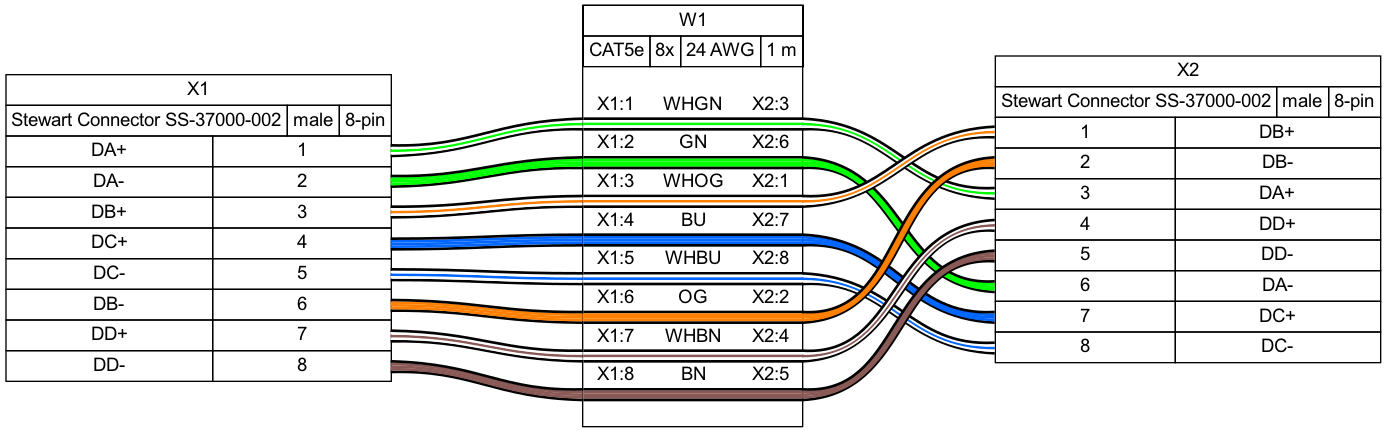 X1
Stewart Connector SS-37000-002 male 8-pin
DA+ 1
DA- 2
DB+ 3
DC+ 4
DC- 5
DB- 6
DD+ 7
DD- 8
W1
CAT5e 8x 24 AWG 1 m
X1:1 WHGN X2:3
X1:2 GN X2:6
X1:3 WHOG X2:1
X1:4 BU X2:7
X1:5 WHBU X2:8
X1:6 OG X2:2
X1:7 WHBN X2:4
X1:8 BN X2:5
X2
Stewart Connector SS-37000-002 male 8-pin
1 DB+
2 DB-
3 DA+
4 DD+
5 DD-
6 DA-
7 DC+
8 DC-